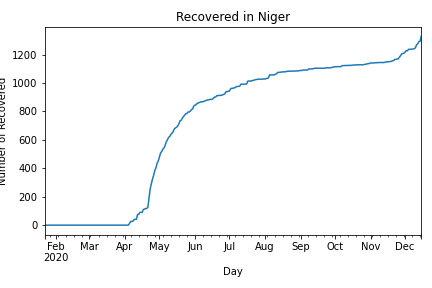 Recovered in Niger
Number of Recovered
1200
1000
800
600
400
200
0
Feb Mar Apr May Jun Jul Aug Sep Oct Nov Dec
2020
Day